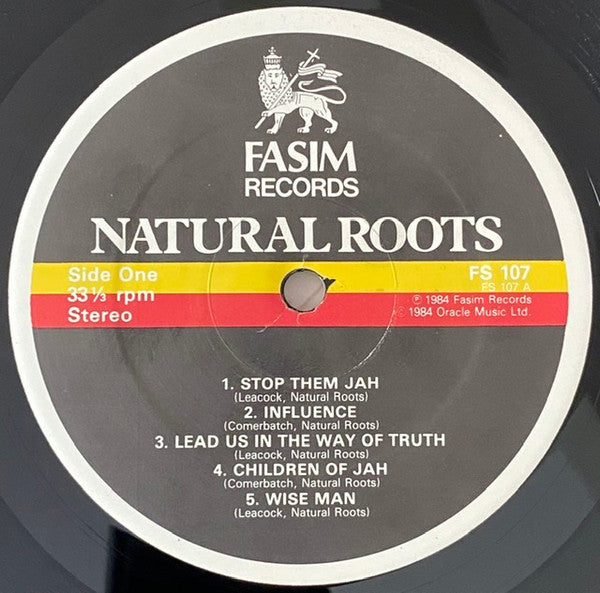 FASIM
RECORDS
NATURAL ROOTS
Side One
33⅓ rpm
Stereo
FS 107
FS 107 A
℗ 1984 Fasim Records
© 1984 Oracle Music Ltd.
1. STOP THEM JAH
(Leacock, Natural Roots)
2. INFLUENCE
(Comerbatch, Natural Roots)
3. LEAD US IN THE WAY OF TRUTH
(Leacock, Natural Roots)
4. CHILDREN OF JAH
(Comerbatch, Natural Roots)
5. WISE MAN
(Leacock, Natural Roots)